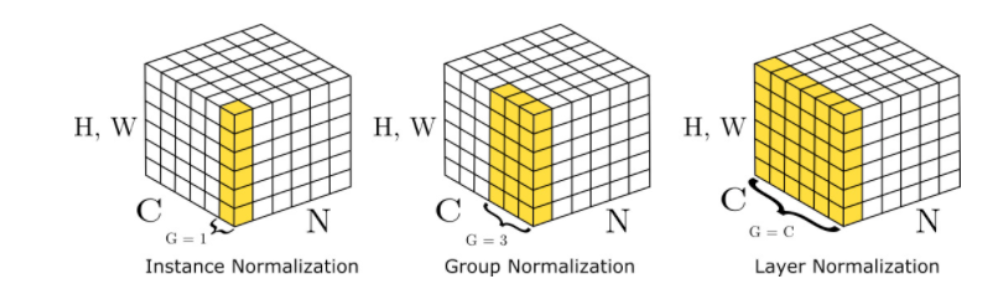 H, W
C
G = 1
N
Instance Normalization
H, W
C
G = 3
N
Group Normalization
H, W
C
G = C
N
Layer Normalization